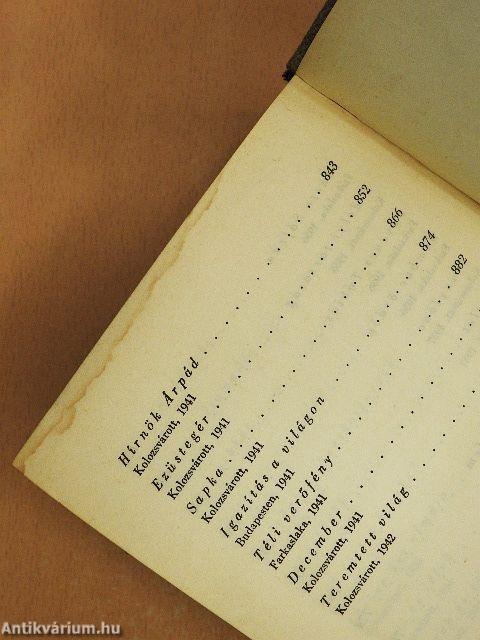 Hírnök Árpád . . . . . . . . . . 843
Kolozsvárott, 1941
Ezüstegér . . . . . . . . . . . 852
Kolozsvárott, 1941
Sapka . . . . . . . . . . . . . 866
Kolozsvárott, 1941
Igazítás a világon . . . . . . . . 874
Budapesten, 1941
Téli verőfény . . . . . . . . . . 882
Farkaslaka, 1941
December . . . . . . . . . .
Kolozsvárott, 1941
Teremtett világ . . . . . .
Kolozsvárott, 1942
Antikvárium.hu